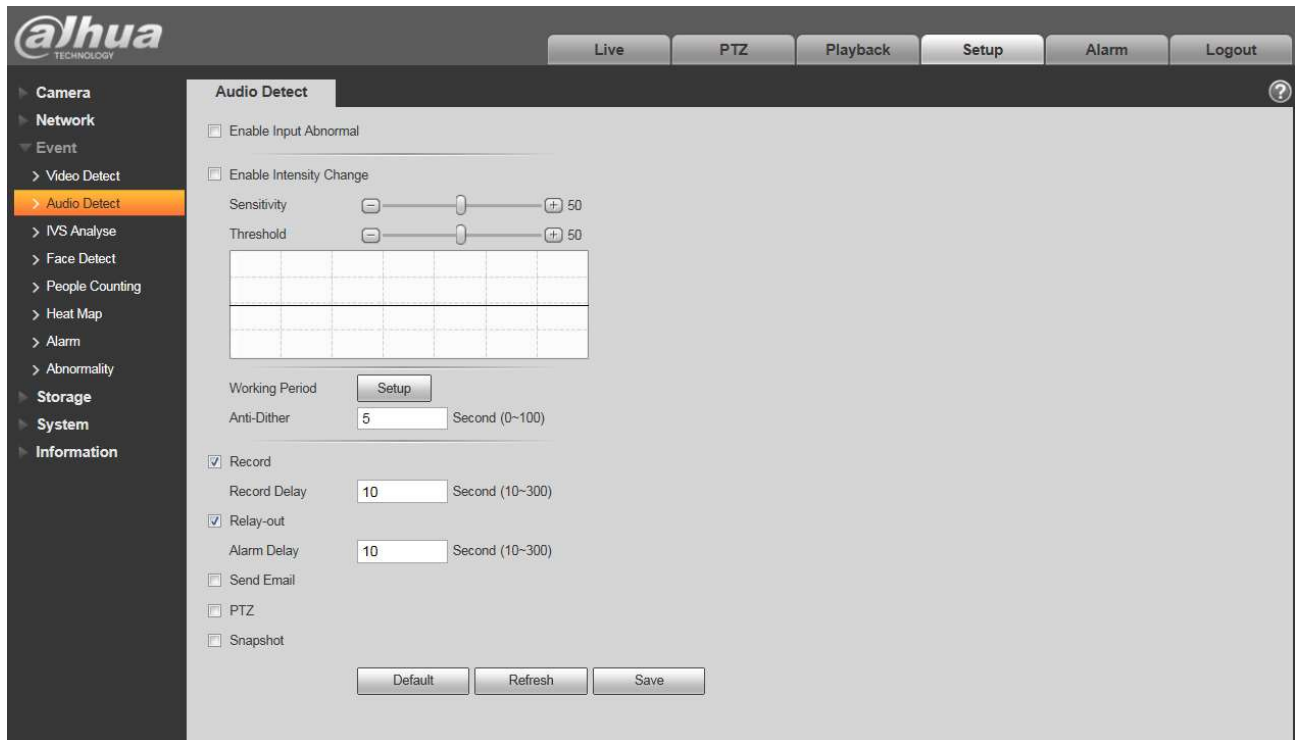 alhua
TECHNOLOGY
Live PTZ Playback Setup Alarm Logout
Camera
Network
Event
Video Detect
Audio Detect
IVS Analyse
Face Detect
People Counting
Heat Map
Alarm
Abnormality
Storage
System
Information
Audio Detect
?
Enable Input Abnormal
Enable Intensity Change
Sensitivity 50
Threshold 50
Working Period Setup
Anti-Dither 5 Second (0~100)
Record
Record Delay 10 Second (10~300)
Relay-out
Alarm Delay 10 Second (10~300)
Send Email
PTZ
Snapshot
Default Refresh Save